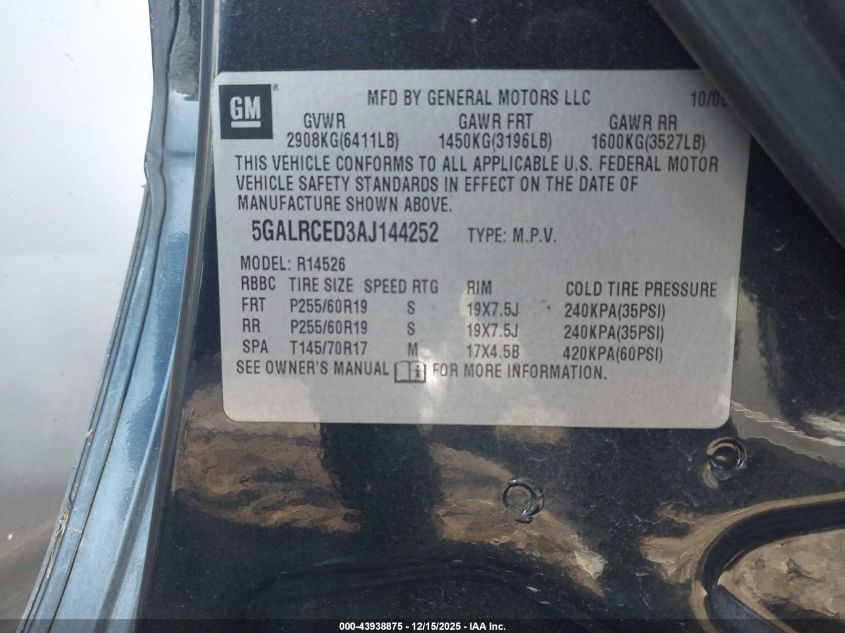 GM
MFD BY GENERAL MOTORS LLC
GVWR GAWR FRT GAWR RR
2908KG(6411LB) 1450KG(3196LB) 1600KG(3527LB)
THIS VEHICLE CONFORMS TO ALL APPLICABLE U.S. FEDERAL MOTOR
VEHICLE SAFETY STANDARDS IN EFFECT ON THE DATE OF
MANUFACTURE SHOWN ABOVE.
5GALRCED3AJ144252 TYPE: M.P.V.
MODEL: R14526
RBBC TIRE SIZE SPEED RTG RIM COLD TIRE PRESSURE
FRT P255/60R19 S 19X7.5J 240KPA(35PSI)
RR P255/60R19 S 19X7.5J 240KPA(35PSI)
SPA T145/70R17 M 17X4.5B 420KPA(60PSI)
SEE OWNER'S MANUAL FOR MORE INFORMATION.
000-43938875 - 12/15/2025 - IAA Inc.